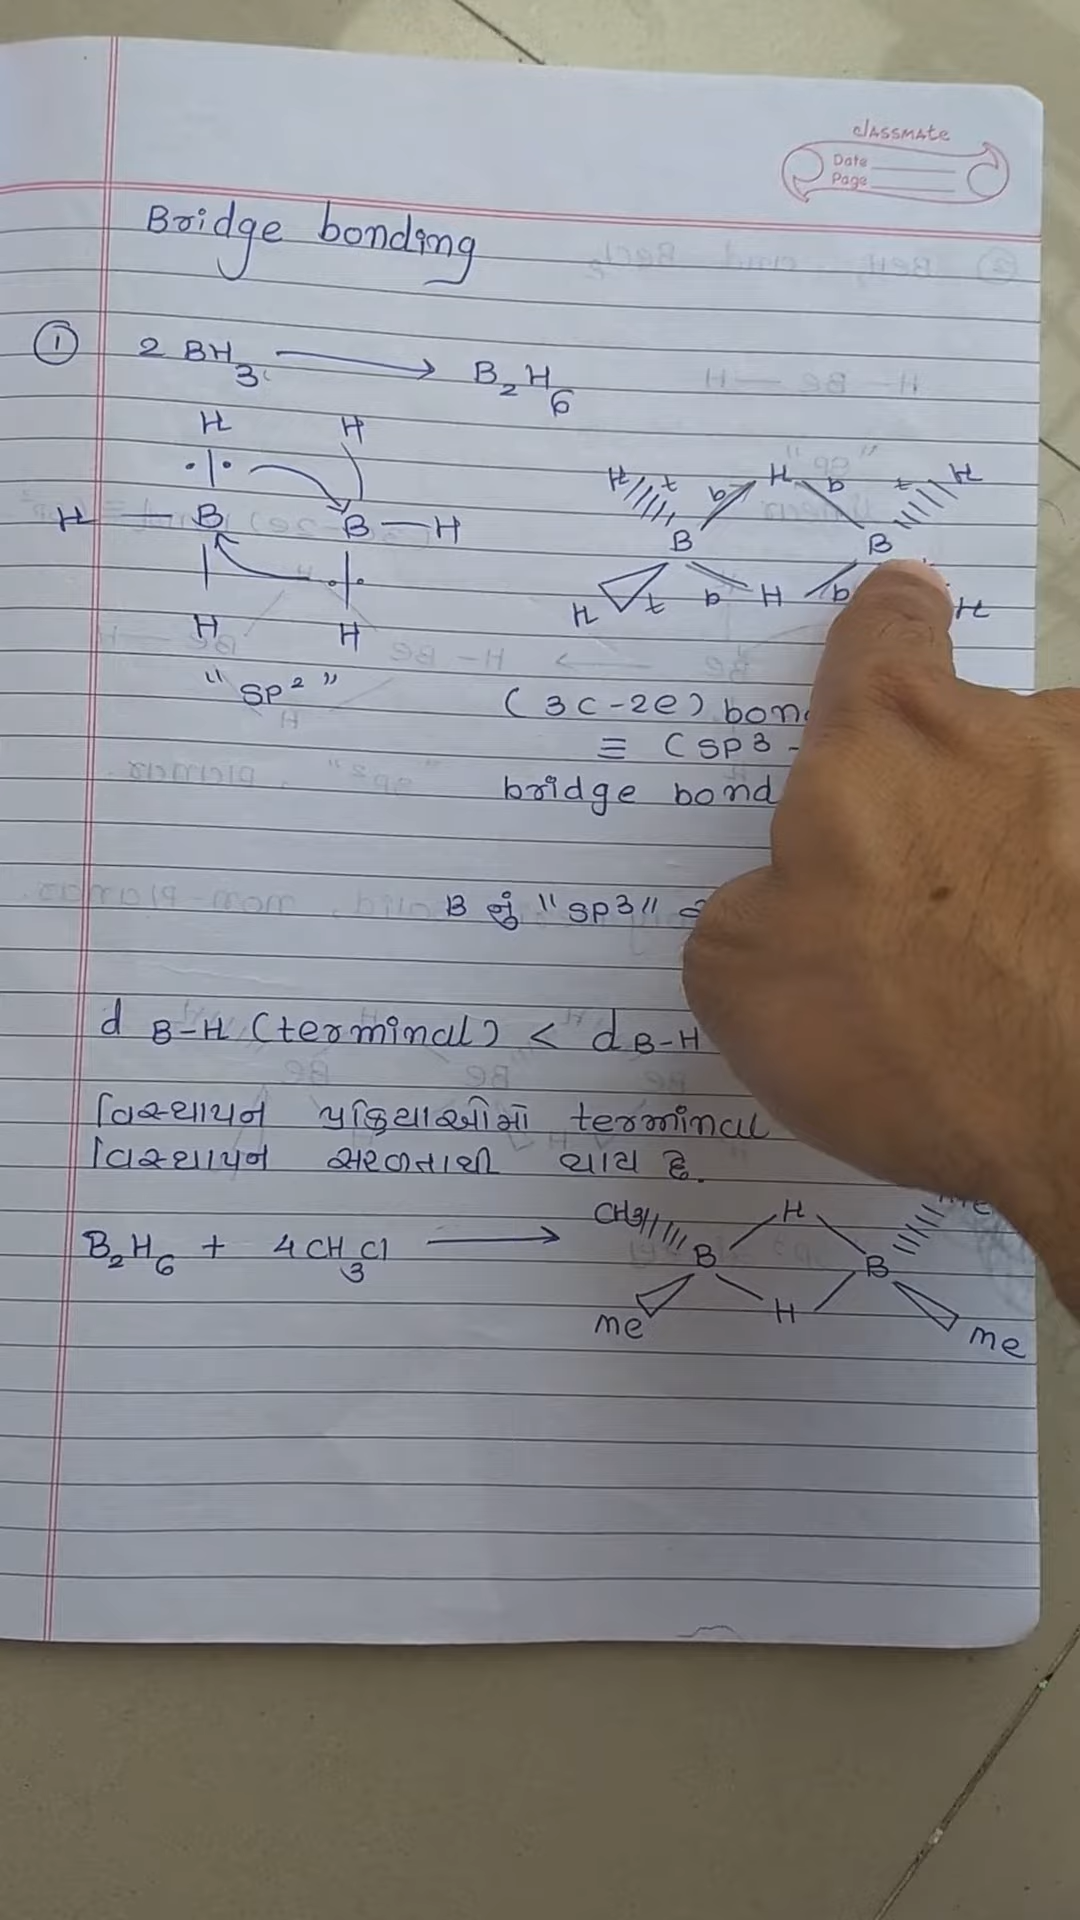 classmate
Date
Page
Bridge bonding
① 2 BH3 ⟶ B2H6
H H
H — B B — H
H H
"sp²"
H t b H b t H
B B
H t b H b H
(3c-2e) bon
≡ (sp3 -
bridge bond
B નું "sp3"
d B-H (terminal) < d B-H
વિસ્થાપન પ્રક્રિયાઓમાં terminal
વિસ્થાપન સરળતાથી થાય છે.
B2H6 + 4CH3Cl ⟶
CH3 H me
B B
me H me